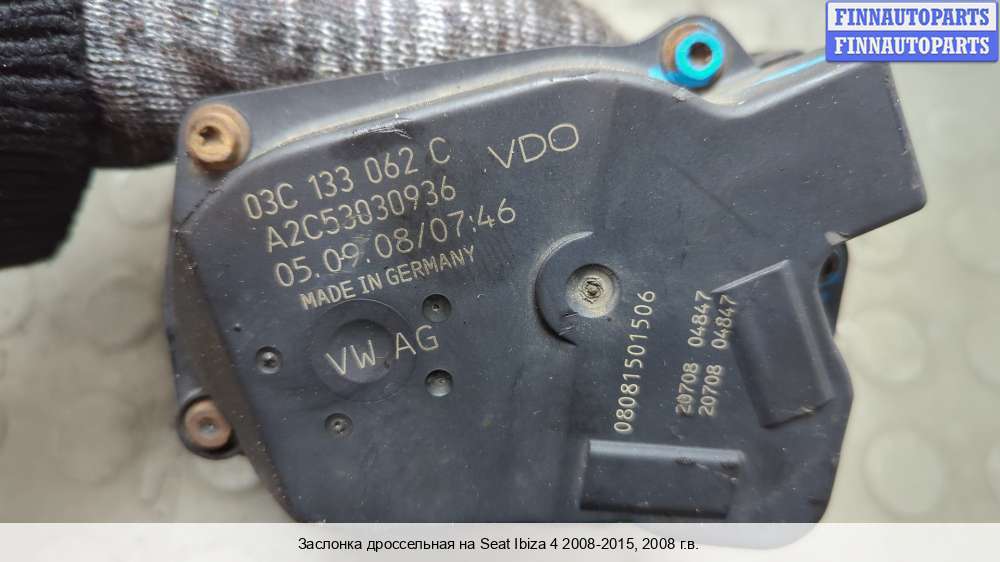 FINNAUTOPARTS
FINNAUTOPARTS
03C 133 062 C
VDO
A2C53030936
05.09.08/07:46
MADE IN GERMANY
VW AG
08081501506
20708 04847
20708 04847
Заслонка дроссельная на Seat Ibiza 4 2008-2015, 2008 г.в.